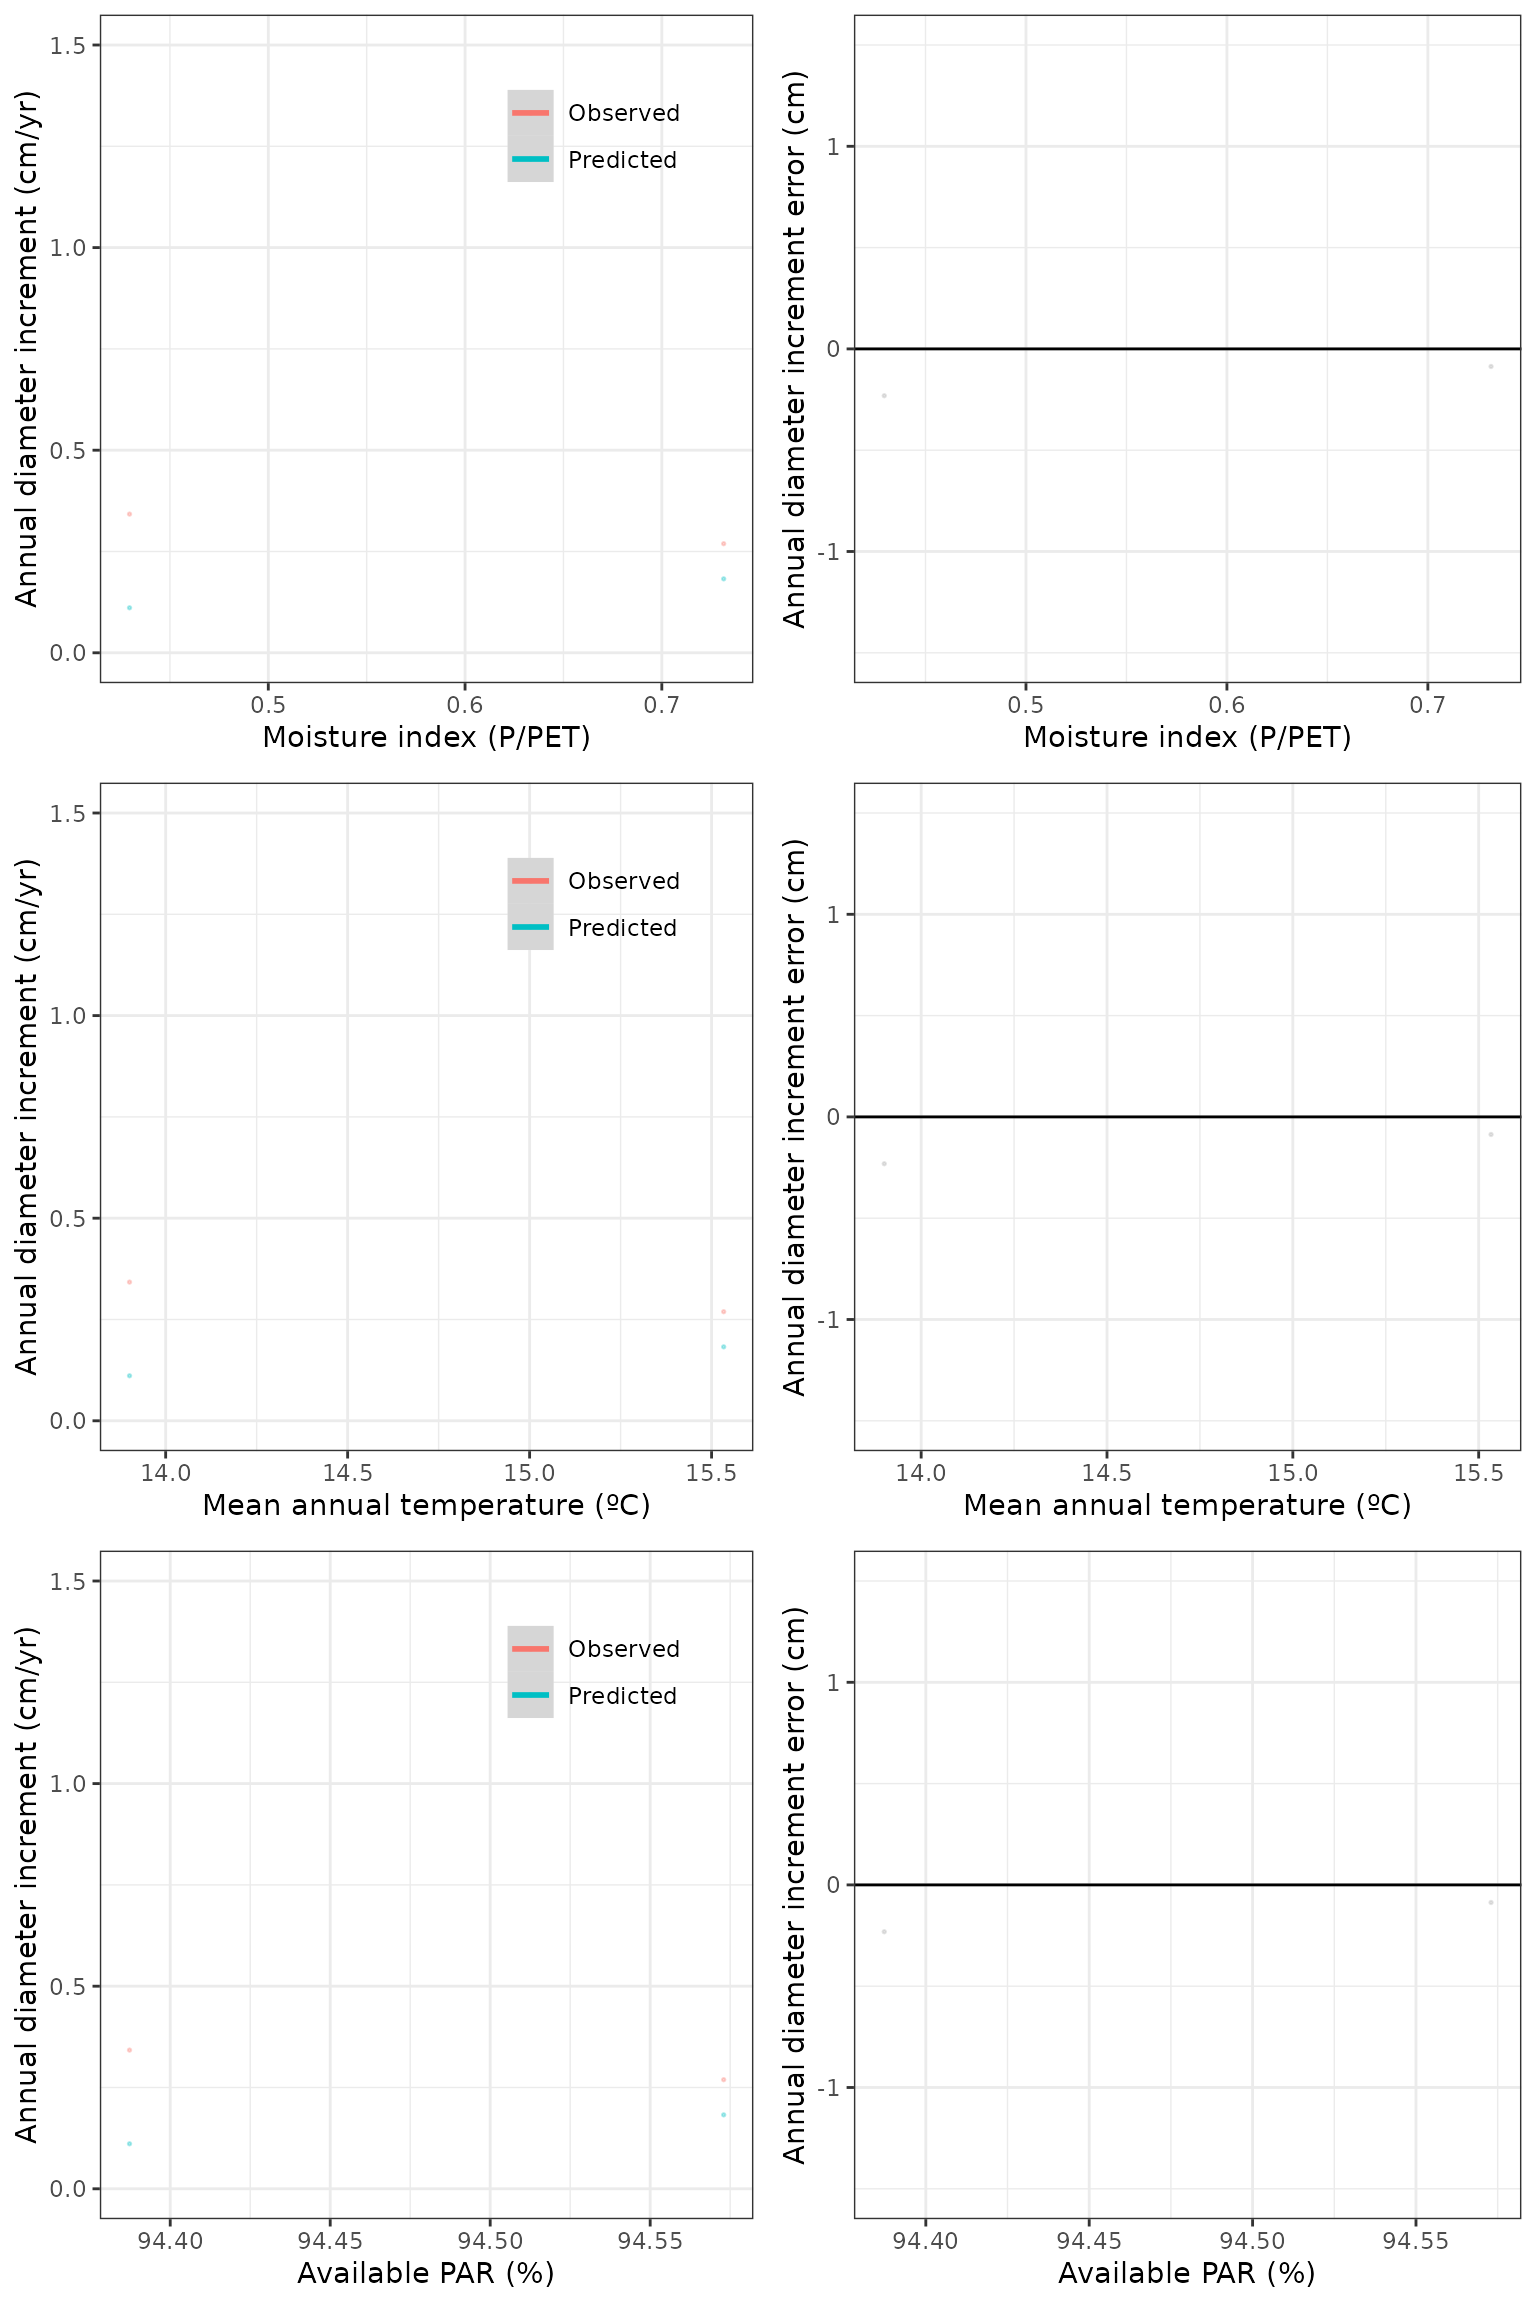 Annual diameter increment (cm/yr)
1.5
1.0
0.5
0.0
Observed
Predicted
0.5 0.6 0.7
Moisture index (P/PET)
Annual diameter increment error (cm)
1
0
-1
0.5 0.6 0.7
Moisture index (P/PET)
Annual diameter increment (cm/yr)
1.5
1.0
0.5
0.0
Observed
Predicted
14.0 14.5 15.0 15.5
Mean annual temperature (ºC)
Annual diameter increment error (cm)
1
0
-1
14.0 14.5 15.0 15.5
Mean annual temperature (ºC)
Annual diameter increment (cm/yr)
1.5
1.0
0.5
0.0
Observed
Predicted
94.40 94.45 94.50 94.55
Available PAR (%)
Annual diameter increment error (cm)
1
0
-1
94.40 94.45 94.50 94.55
Available PAR (%)